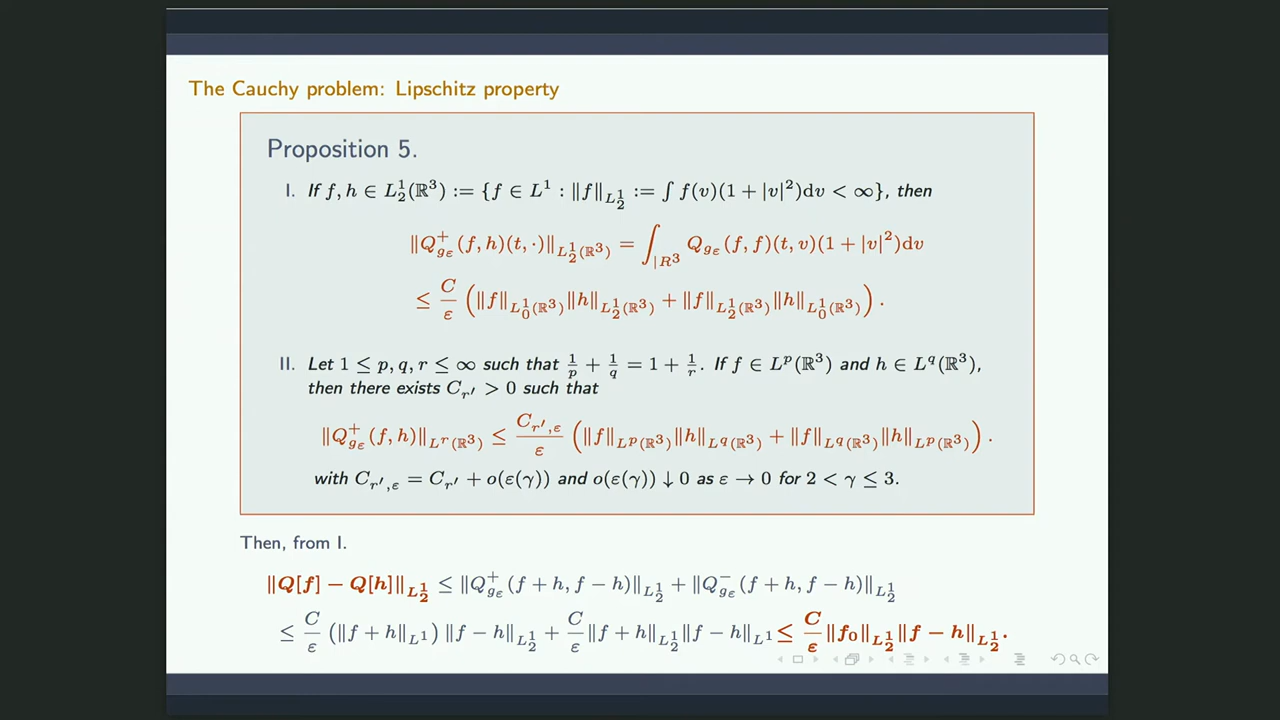 The Cauchy problem: Lipschitz property
Proposition 5.
I. If f, h ∈ L^1_2(ℝ^3) := {f ∈ L^1 : ‖f‖_{L^1_2} := ∫ f(v)(1 + |v|^2)dv < ∞}, then
‖Q^+_{g_ε}(f, h)(t, ·)‖_{L^1_2(ℝ^3)} = ∫_{|R^3} Q_{g_ε}(f, f)(t, v)(1 + |v|^2)dv
≤ C/ε (‖f‖_{L^1_0(ℝ^3)}‖h‖_{L^1_2(ℝ^3)} + ‖f‖_{L^1_2(ℝ^3)}‖h‖_{L^1_0(ℝ^3)}).
II. Let 1 ≤ p, q, r ≤ ∞ such that 1/p + 1/q = 1 + 1/r. If f ∈ L^p(ℝ^3) and h ∈ L^q(ℝ^3),
then there exists C_{r′} > 0 such that
‖Q^+_{g_ε}(f, h)‖_{L^r(ℝ^3)} ≤ C_{r′,ε}/ε (‖f‖_{L^p(ℝ^3)}‖h‖_{L^q(ℝ^3)} + ‖f‖_{L^q(ℝ^3)}‖h‖_{L^p(ℝ^3)}).
with C_{r′,ε} = C_{r′} + o(ε(γ)) and o(ε(γ)) ↓ 0 as ε → 0 for 2 < γ ≤ 3.
Then, from I.
‖Q[f] − Q[h]‖_{L^1_2} ≤ ‖Q^+_{g_ε}(f + h, f − h)‖_{L^1_2} + ‖Q^−_{g_ε}(f + h, f − h)‖_{L^1_2}
≤ C/ε (‖f + h‖_{L^1}) ‖f − h‖_{L^1_2} + C/ε ‖f + h‖_{L^1_2}‖f − h‖_{L^1} ≤ C/ε ‖f_0‖_{L^1_2}‖f − h‖_{L^1_2}.